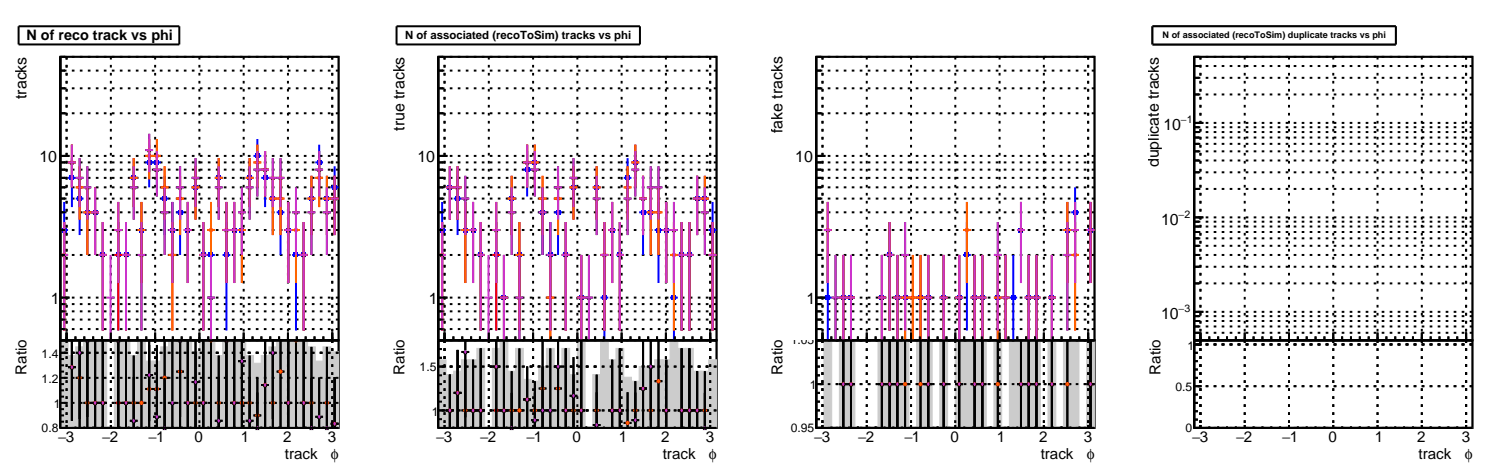 N of reco track vs phi
tracks
10
1
Ratio
1.4
1.2
1
0.8
−3 −2 −1 0 1 2 3
track ϕ
N of associated (recoToSim) tracks vs phi
true tracks
10
1
Ratio
1.5
1
−3 −2 −1 0 1 2 3
track ϕ
fake tracks
10
1
Ratio
1.05
1
0.95
−3 −2 −1 0 1 2 3
track ϕ
N of associated (recoToSim) duplicate tracks vs phi
duplicate tracks
10⁻¹
10⁻²
10⁻³
Ratio
1
0.5
0
−3 −2 −1 0 1 2 3
track ϕ